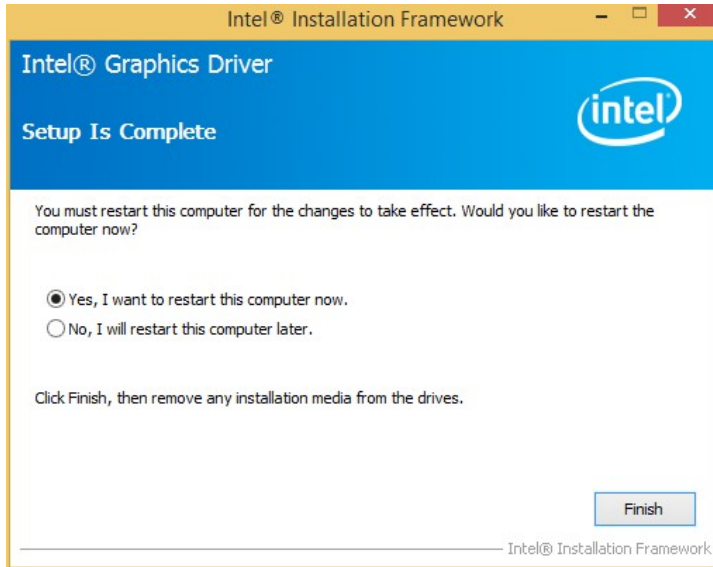 Intel® Installation Framework
Intel® Graphics Driver
Setup Is Complete
intel
You must restart this computer for the changes to take effect. Would you like to restart the
computer now?
Yes, I want to restart this computer now.
No, I will restart this computer later.
Click Finish, then remove any installation media from the drives.
Finish
Intel® Installation Framework